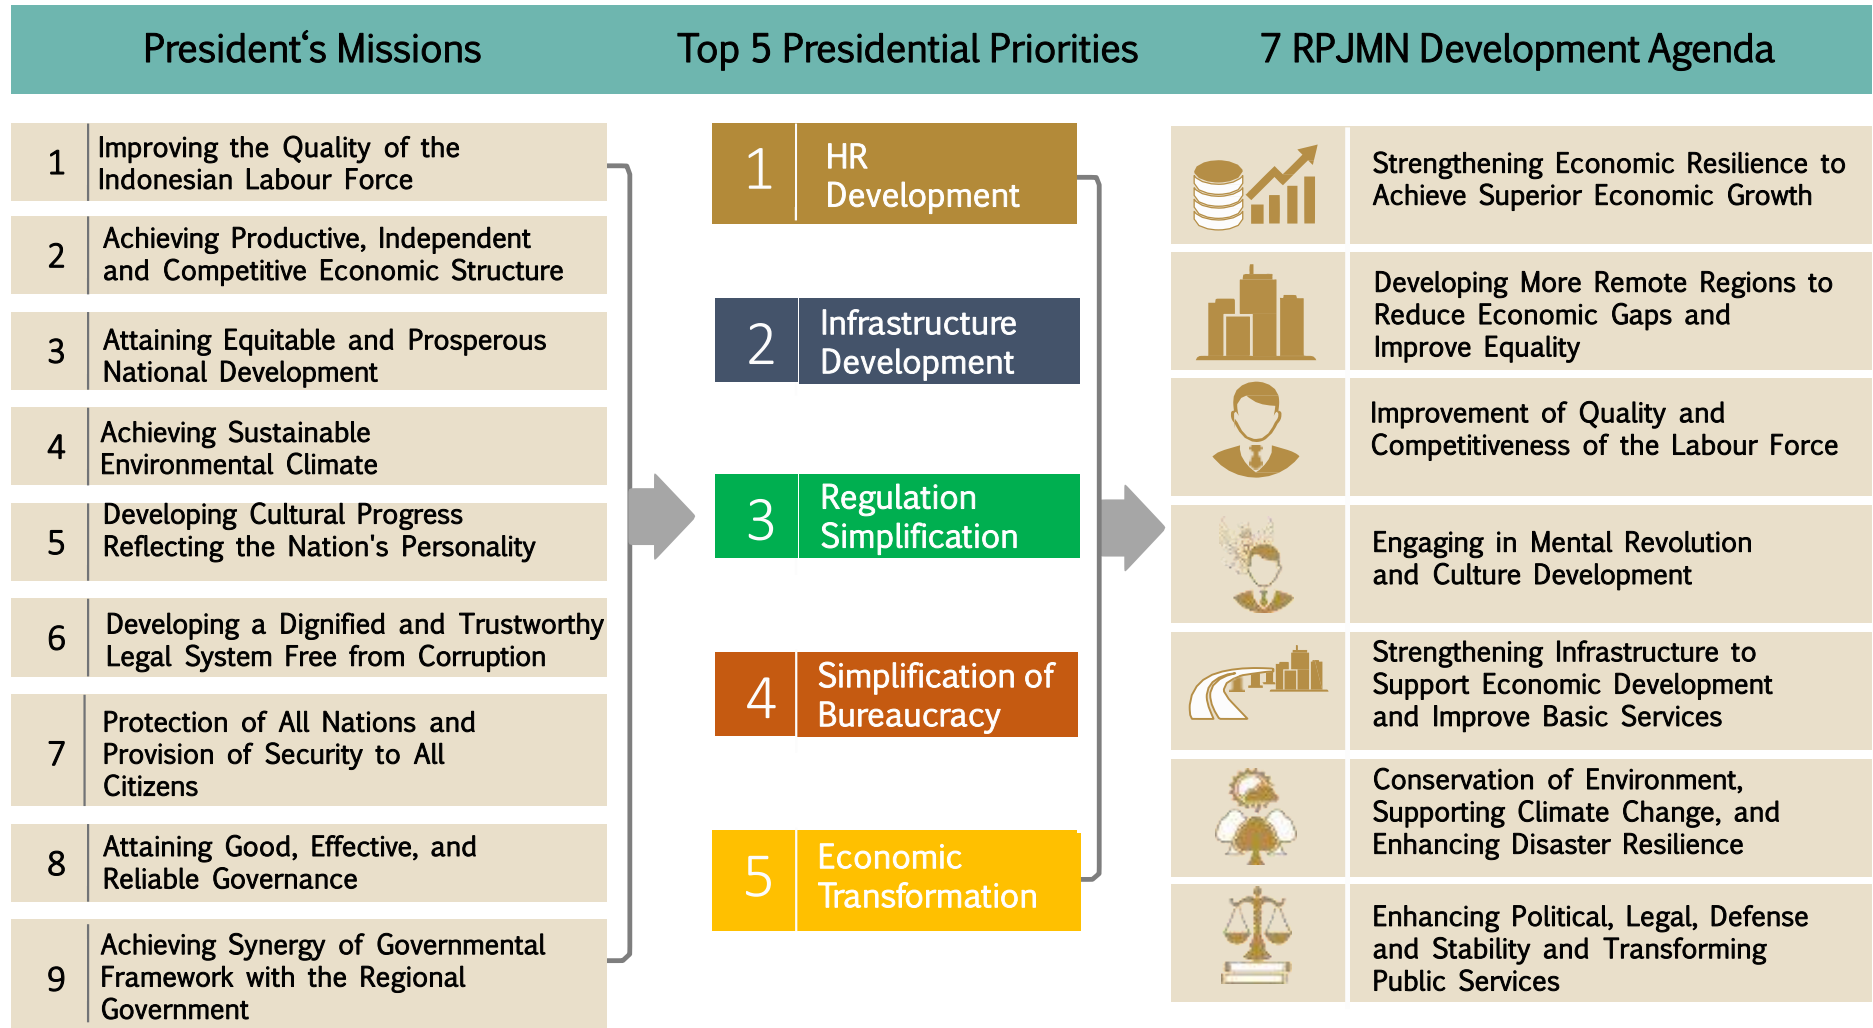 President‘s Missions
Top 5 Presidential Priorities
7 RPJMN Development Agenda
1
Improving the Quality of the
Indonesian Labour Force
2
Achieving Productive, Independent
and Competitive Economic Structure
3
Attaining Equitable and Prosperous
National Development
4
Achieving Sustainable
Environmental Climate
5
Developing Cultural Progress
Reflecting the Nation's Personality
6
Developing a Dignified and Trustworthy
Legal System Free from Corruption
7
Protection of All Nations and
Provision of Security to All
Citizens
8
Attaining Good, Effective, and
Reliable Governance
9
Achieving Synergy of Governmental
Framework with the Regional
Government
1
HR
Development
2
Infrastructure
Development
3
Regulation
Simplification
4
Simplification of
Bureaucracy
5
Economic
Transformation
Strengthening Economic Resilience to
Achieve Superior Economic Growth
Developing More Remote Regions to
Reduce Economic Gaps and
Improve Equality
Improvement of Quality and
Competitiveness of the Labour Force
Engaging in Mental Revolution
and Culture Development
Strengthening Infrastructure to
Support Economic Development
and Improve Basic Services
Conservation of Environment,
Supporting Climate Change, and
Enhancing Disaster Resilience
Enhancing Political, Legal, Defense
and Stability and Transforming
Public Services